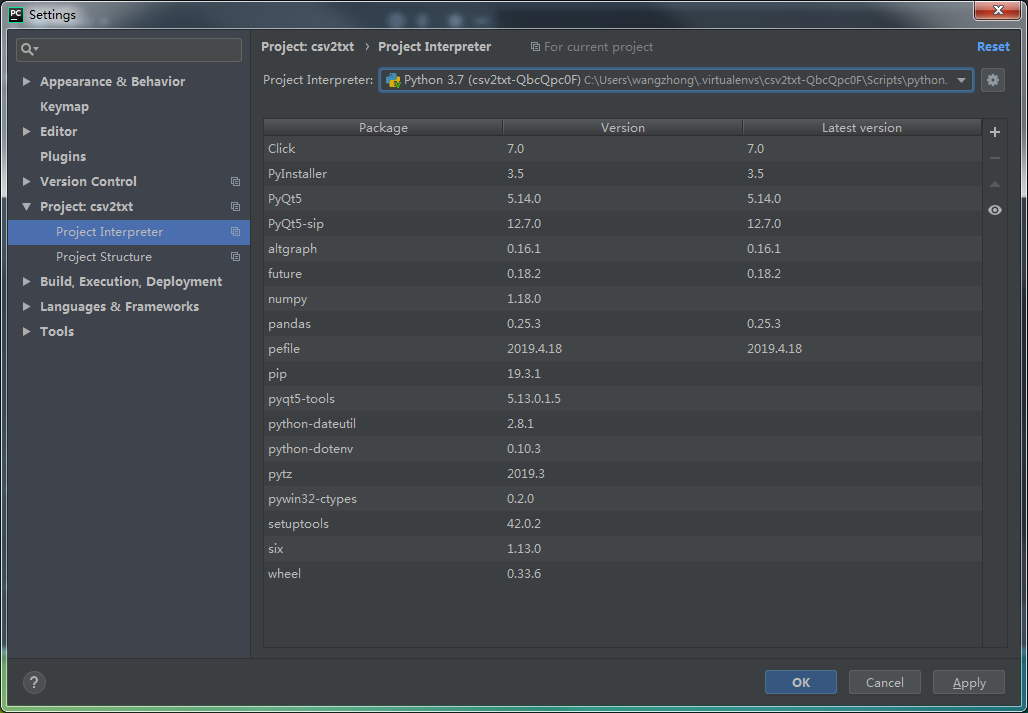 PC Settings
Project: csv2txt › Project Interpreter For current project Reset
Project Interpreter: Python 3.7 (csv2txt-QbcQpc0F) C:\Users\wangzhong\.virtualenvs\csv2txt-QbcQpc0F\Scripts\python.
Appearance & Behavior
Keymap
Editor
Plugins
Version Control
Project: csv2txt
Project Interpreter
Project Structure
Build, Execution, Deployment
Languages & Frameworks
Tools
Package Version Latest version
Click 7.0 7.0
PyInstaller 3.5 3.5
PyQt5 5.14.0 5.14.0
PyQt5-sip 12.7.0 12.7.0
altgraph 0.16.1 0.16.1
future 0.18.2 0.18.2
numpy 1.18.0
pandas 0.25.3 0.25.3
pefile 2019.4.18 2019.4.18
pip 19.3.1
pyqt5-tools 5.13.0.1.5
python-dateutil 2.8.1
python-dotenv 0.10.3
pytz 2019.3
pywin32-ctypes 0.2.0
setuptools 42.0.2
six 1.13.0
wheel 0.33.6
? OK Cancel Apply